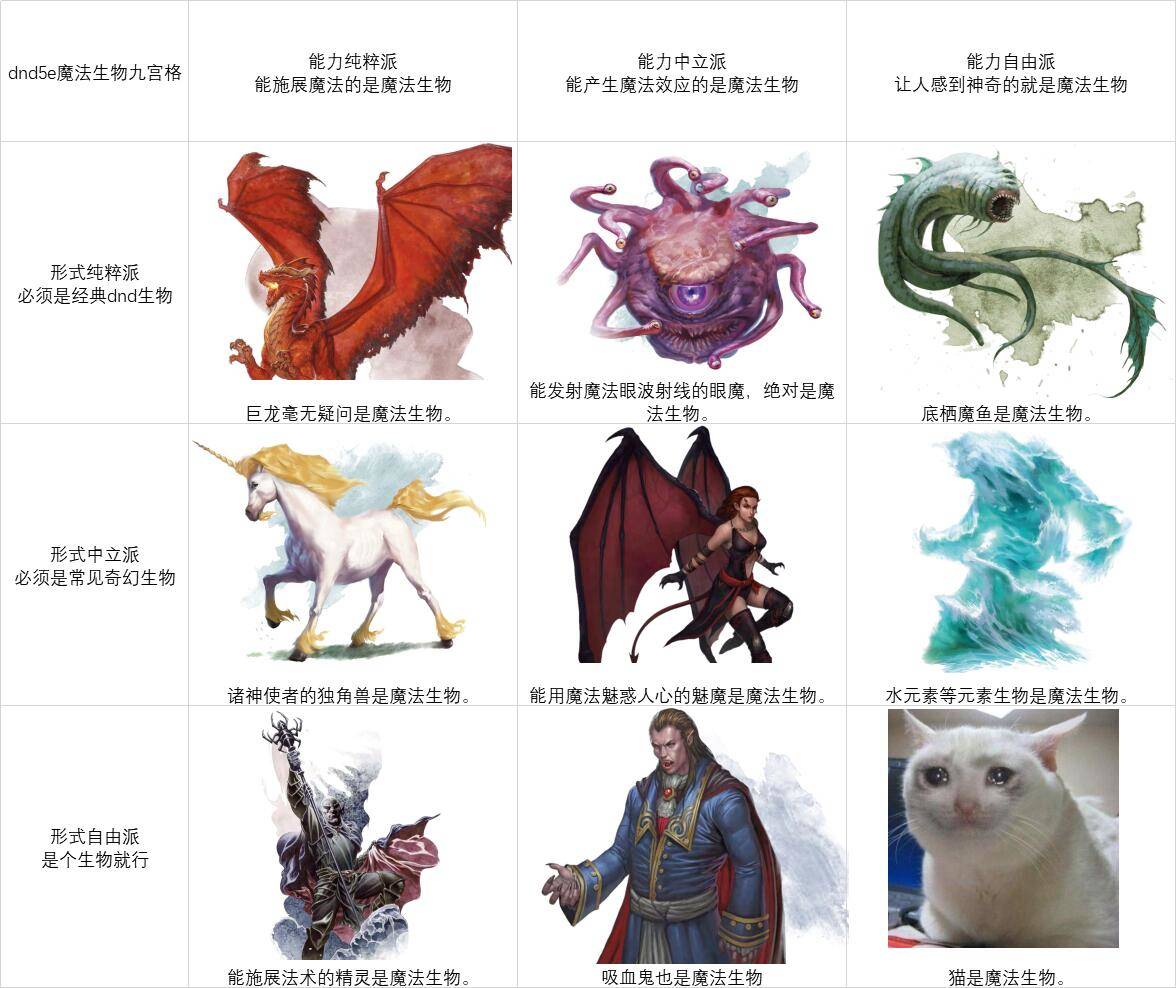 dnd5e魔法生物九宫格
能力纯粹派
能施展魔法的是魔法生物
能力中立派
能产生魔法效应的是魔法生物
能力自由派
让人感到神奇的就是魔法生物
形式纯粹派
必须是经典dnd生物
巨龙毫无疑问是魔法生物。
能发射魔法眼波射线的眼魔，绝对是魔
法生物。
底栖魔鱼是魔法生物。
形式中立派
必须是常见奇幻生物
诸神使者的独角兽是魔法生物。
能用魔法魅惑人心的魅魔是魔法生物。
水元素等元素生物是魔法生物。
形式自由派
是个生物就行
能施展法术的精灵是魔法生物。
吸血鬼也是魔法生物
猫是魔法生物。